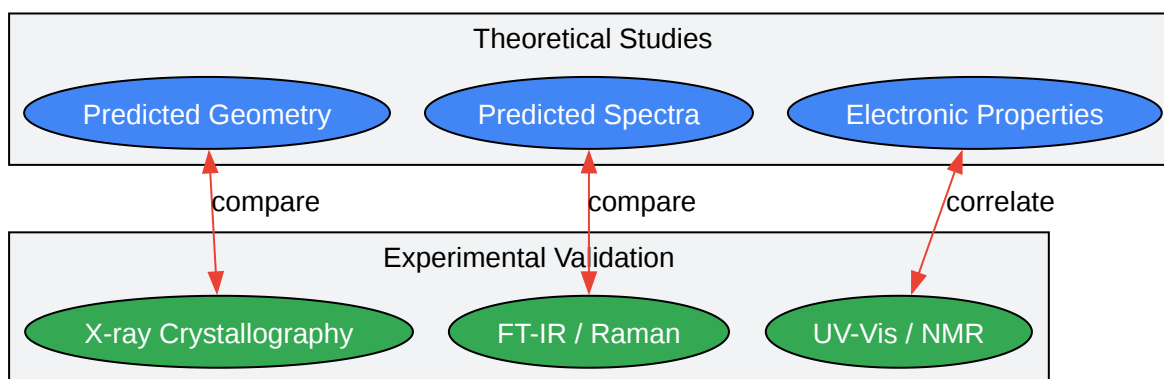 Theoretical Studies
Predicted Geometry
Predicted Spectra
Electronic Properties
compare
compare
correlate
Experimental Validation
X-ray Crystallography
FT-IR / Raman
UV-Vis / NMR